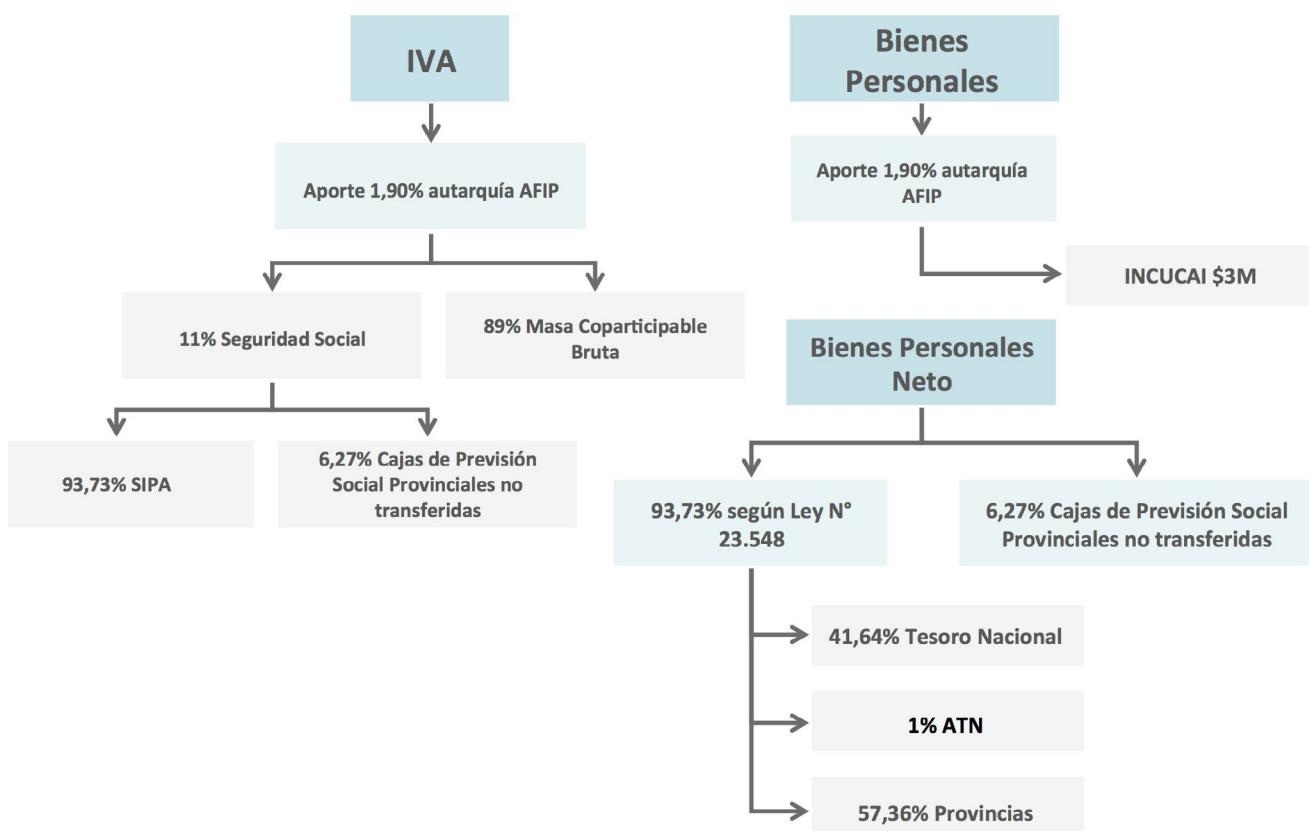 IVA
Aporte 1,90% autarquía AFIP
11% Seguridad Social
89% Masa Coparticipable
Bruta
93,73% SIPA
6,27% Cajas de Previsión
Social Provinciales no
transferidas
Bienes
Personales
Aporte 1,90% autarquía
AFIP
INCUCAI $3M
Bienes Personales
Neto
93,73% según Ley N°
23.548
6,27% Cajas de Previsión Social
Provinciales no transferidas
41,64% Tesoro Nacional
1% ATN
57,36% Provincias